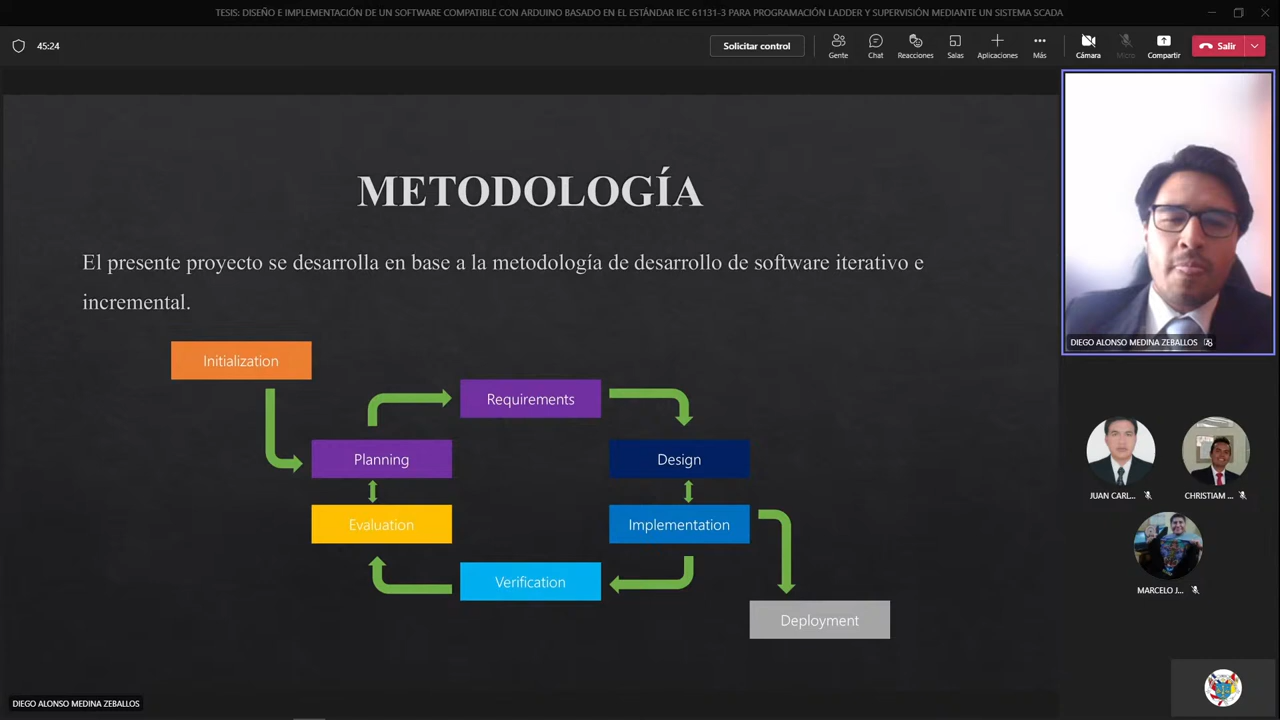 TESIS: DISEÑO E IMPLEMENTACIÓN DE UN SOFTWARE COMPATIBLE CON ARDUINO BASADO EN EL ESTÁNDAR IEC 61131-3 PARA PROGRAMACIÓN LADDER Y SUPERVISIÓN MEDIANTE UN SISTEMA SCADA
45:24
Solicitar control
Gente
Chat
Reacciones
Salas
Aplicaciones
Más
Cámara
Micro
Compartir
Salir
METODOLOGÍA
El presente proyecto se desarrolla en base a la metodología de desarrollo de software iterativo e
incremental.
Initialization
Requirements
Planning
Design
Evaluation
Implementation
Verification
Deployment
DIEGO ALONSO MEDINA ZEBALLOS
JUAN CARL...
CHRISTIAM ...
MARCELO J...
DIEGO ALONSO MEDINA ZEBALLOS